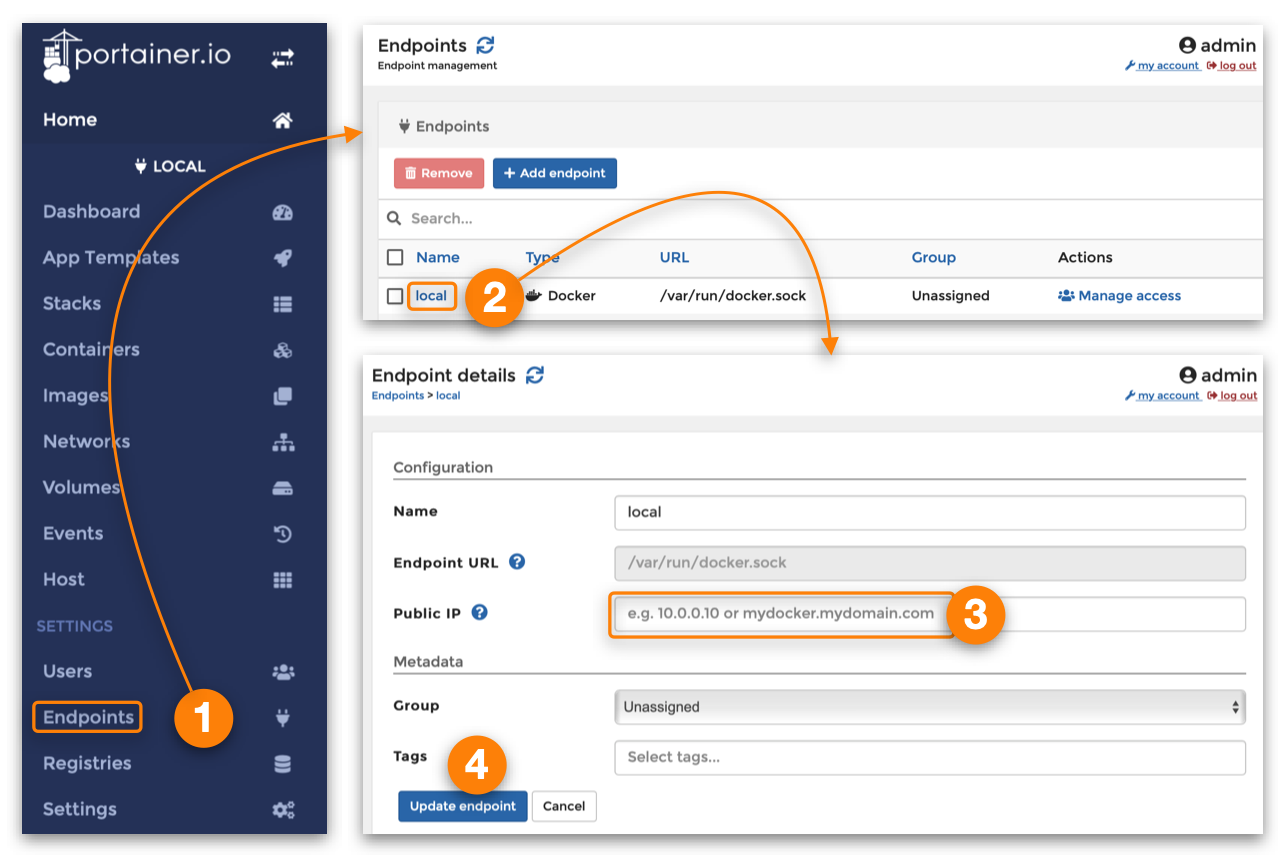 portainer.io
Home
LOCAL
Dashboard
App Templates
Stacks
Containers
Images
Networks
Volumes
Events
Host
SETTINGS
Users
Endpoints
1
Registries
Settings
Endpoints
admin
Endpoint management
my account log out
Endpoints
Remove + Add endpoint
Search...
Name Type URL Group Actions
local 2 Docker /var/run/docker.sock Unassigned Manage access
Endpoint details
admin
Endpoints > local
my account log out
Configuration
Name local
Endpoint URL ? /var/run/docker.sock
Public IP ? e.g. 10.0.0.10 or mydocker.mydomain.com 3
Metadata
Group Unassigned
Tags Select tags...
4
Update endpoint Cancel